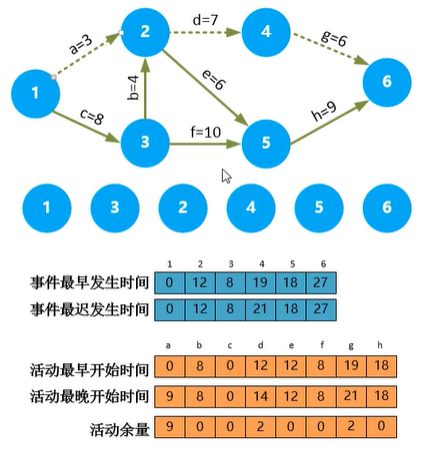 d=7
2
4
a=3
g=6
1
b=4
e=6
6
c=8
h=9
3
f=10
5
1 3 2 4 5 6
1 2 3 4 5 6
事件最早发生时间 0 12 8 19 18 27
事件最迟发生时间 0 12 8 21 18 27
a b c d e f g h
活动最早开始时间 0 8 0 12 12 8 19 18
活动最晚开始时间 9 8 0 14 12 8 21 18
活动余量 9 0 0 2 0 0 2 0